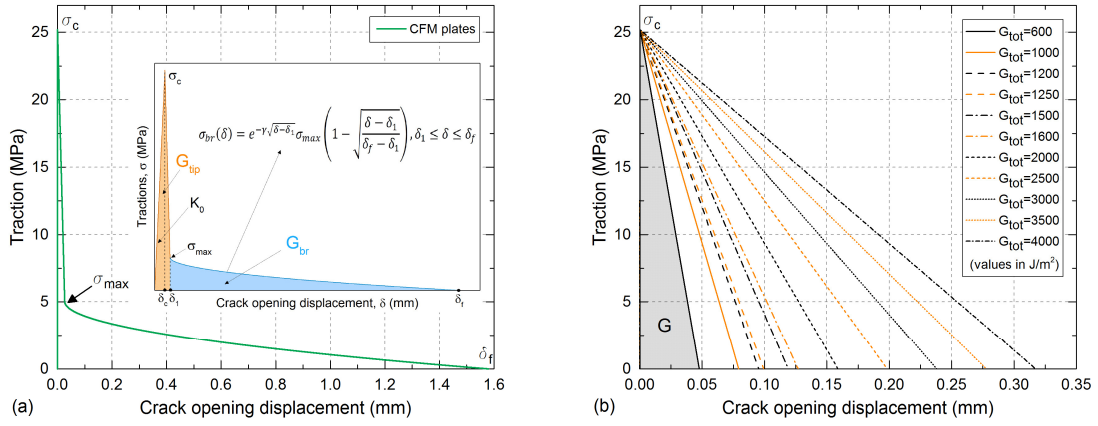 σc
CFM plates
25
20
15
10
5
0
Traction (MPa)
σmax
δf
0.0
0.2
0.4
0.6
0.8
1.0
1.2
1.4
1.6
(a)
Crack opening displacement (mm)
σc
σbr(δ) = e^{-γ√(δ-δ1)} σmax (1 - √((δ - δ1)/(δf - δ1))), δ1 ≤ δ ≤ δf
Gtip
K0
σmax
Gbr
Tractions, σ (MPa)
δc
δ1
δf
Crack opening displacement, δ (mm)
σc
25
20
15
10
5
0
Traction (MPa)
G
Gtot=600
Gtot=1000
Gtot=1200
Gtot=1250
Gtot=1500
Gtot=1600
Gtot=2000
Gtot=2500
Gtot=3000
Gtot=3500
Gtot=4000
(values in J/m²)
0.00
0.05
0.10
0.15
0.20
0.25
0.30
0.35
(b)
Crack opening displacement (mm)